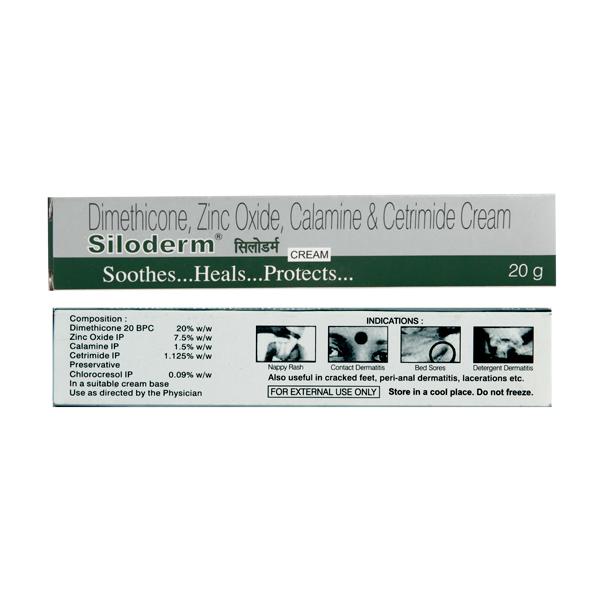 Dimethicone, Zinc Oxide, Calamine & Cetrimide Cream
Siloderm® सिलोडर्म CREAM
Soothes...Heals...Protects...
20 g
Composition :
Dimethicone 20 BPC 20% w/w
Zinc Oxide IP 7.5% w/w
Calamine IP 1.5% w/w
Cetrimide IP 1.125% w/w
Preservative
Chlorocresol IP 0.09% w/w
In a suitable cream base
Use as directed by the Physician
INDICATIONS :
Nappy Rash Contact Dermatitis Bed Sores Detergent Dermatitis
Also useful in cracked feet, peri-anal dermatitis, lacerations etc.
FOR EXTERNAL USE ONLY Store in a cool place. Do not freeze.